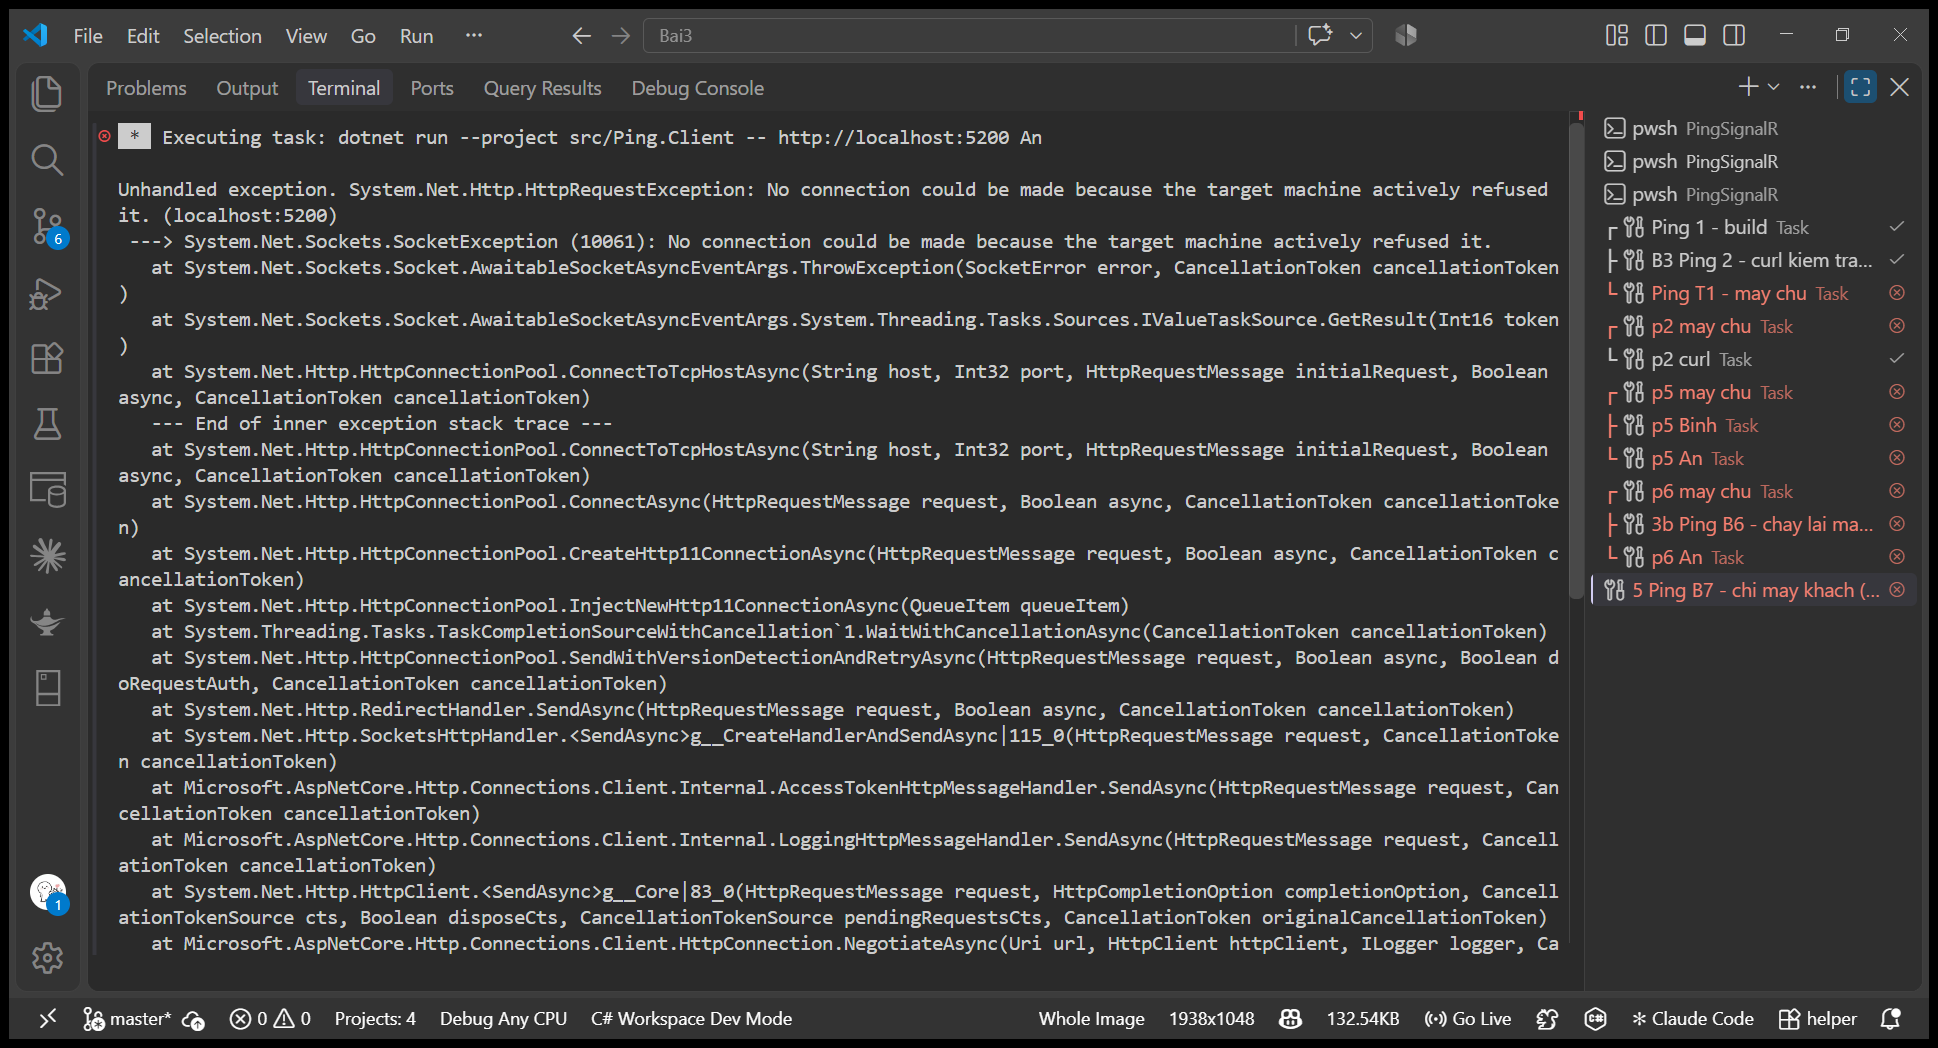 File Edit Selection View Go Run ··· Bai3
Problems Output Terminal Ports Query Results Debug Console
* Executing task: dotnet run --project src/Ping.Client -- http://localhost:5200 An
Unhandled exception. System.Net.Http.HttpRequestException: No connection could be made because the target machine actively refused
it. (localhost:5200)
---> System.Net.Sockets.SocketException (10061): No connection could be made because the target machine actively refused it.
at System.Net.Sockets.Socket.AwaitableSocketAsyncEventArgs.ThrowException(SocketError error, CancellationToken cancellationToken
)
at System.Net.Sockets.Socket.AwaitableSocketAsyncEventArgs.System.Threading.Tasks.Sources.IValueTaskSource.GetResult(Int16 token
)
at System.Net.Http.HttpConnectionPool.ConnectToTcpHostAsync(String host, Int32 port, HttpRequestMessage initialRequest, Boolean
async, CancellationToken cancellationToken)
--- End of inner exception stack trace ---
at System.Net.Http.HttpConnectionPool.ConnectToTcpHostAsync(String host, Int32 port, HttpRequestMessage initialRequest, Boolean
async, CancellationToken cancellationToken)
at System.Net.Http.HttpConnectionPool.ConnectAsync(HttpRequestMessage request, Boolean async, CancellationToken cancellationToke
n)
at System.Net.Http.HttpConnectionPool.CreateHttp11ConnectionAsync(HttpRequestMessage request, Boolean async, CancellationToken c
ancellationToken)
at System.Net.Http.HttpConnectionPool.InjectNewHttp11ConnectionAsync(QueueItem queueItem)
at System.Threading.Tasks.TaskCompletionSourceWithCancellation`1.WaitWithCancellationAsync(CancellationToken cancellationToken)
at System.Net.Http.HttpConnectionPool.SendWithVersionDetectionAndRetryAsync(HttpRequestMessage request, Boolean async, Boolean d
oRequestAuth, CancellationToken cancellationToken)
at System.Net.Http.RedirectHandler.SendAsync(HttpRequestMessage request, Boolean async, CancellationToken cancellationToken)
at System.Net.Http.SocketsHttpHandler.<SendAsync>g__CreateHandlerAndSendAsync|115_0(HttpRequestMessage request, CancellationToke
n cancellationToken)
at Microsoft.AspNetCore.Http.Connections.Client.Internal.AccessTokenHttpMessageHandler.SendAsync(HttpRequestMessage request, Can
cellationToken cancellationToken)
at Microsoft.AspNetCore.Http.Connections.Client.Internal.LoggingHttpMessageHandler.SendAsync(HttpRequestMessage request, Cancell
ationToken cancellationToken)
at System.Net.Http.HttpClient.<SendAsync>g__Core|83_0(HttpRequestMessage request, HttpCompletionOption completionOption, Cancell
ationTokenSource cts, Boolean disposeCts, CancellationTokenSource pendingRequestsCts, CancellationToken originalCancellationToken)
at Microsoft.AspNetCore.Http.Connections.Client.HttpConnection.NegotiateAsync(Uri url, HttpClient httpClient, ILogger logger, Ca
pwsh PingSignalR
pwsh PingSignalR
pwsh PingSignalR
Ping 1 - build Task
B3 Ping 2 - curl kiem tra...
Ping T1 - may chu Task
p2 may chu Task
p2 curl Task
p5 may chu Task
p5 Binh Task
p5 An Task
p6 may chu Task
3b Ping B6 - chay lai ma...
p6 An Task
5 Ping B7 - chi may khach (...
6
1
master* 0 0 Projects: 4 Debug Any CPU C# Workspace Dev Mode Whole Image 1938x1048 132.54KB Go Live C# Claude Code helper